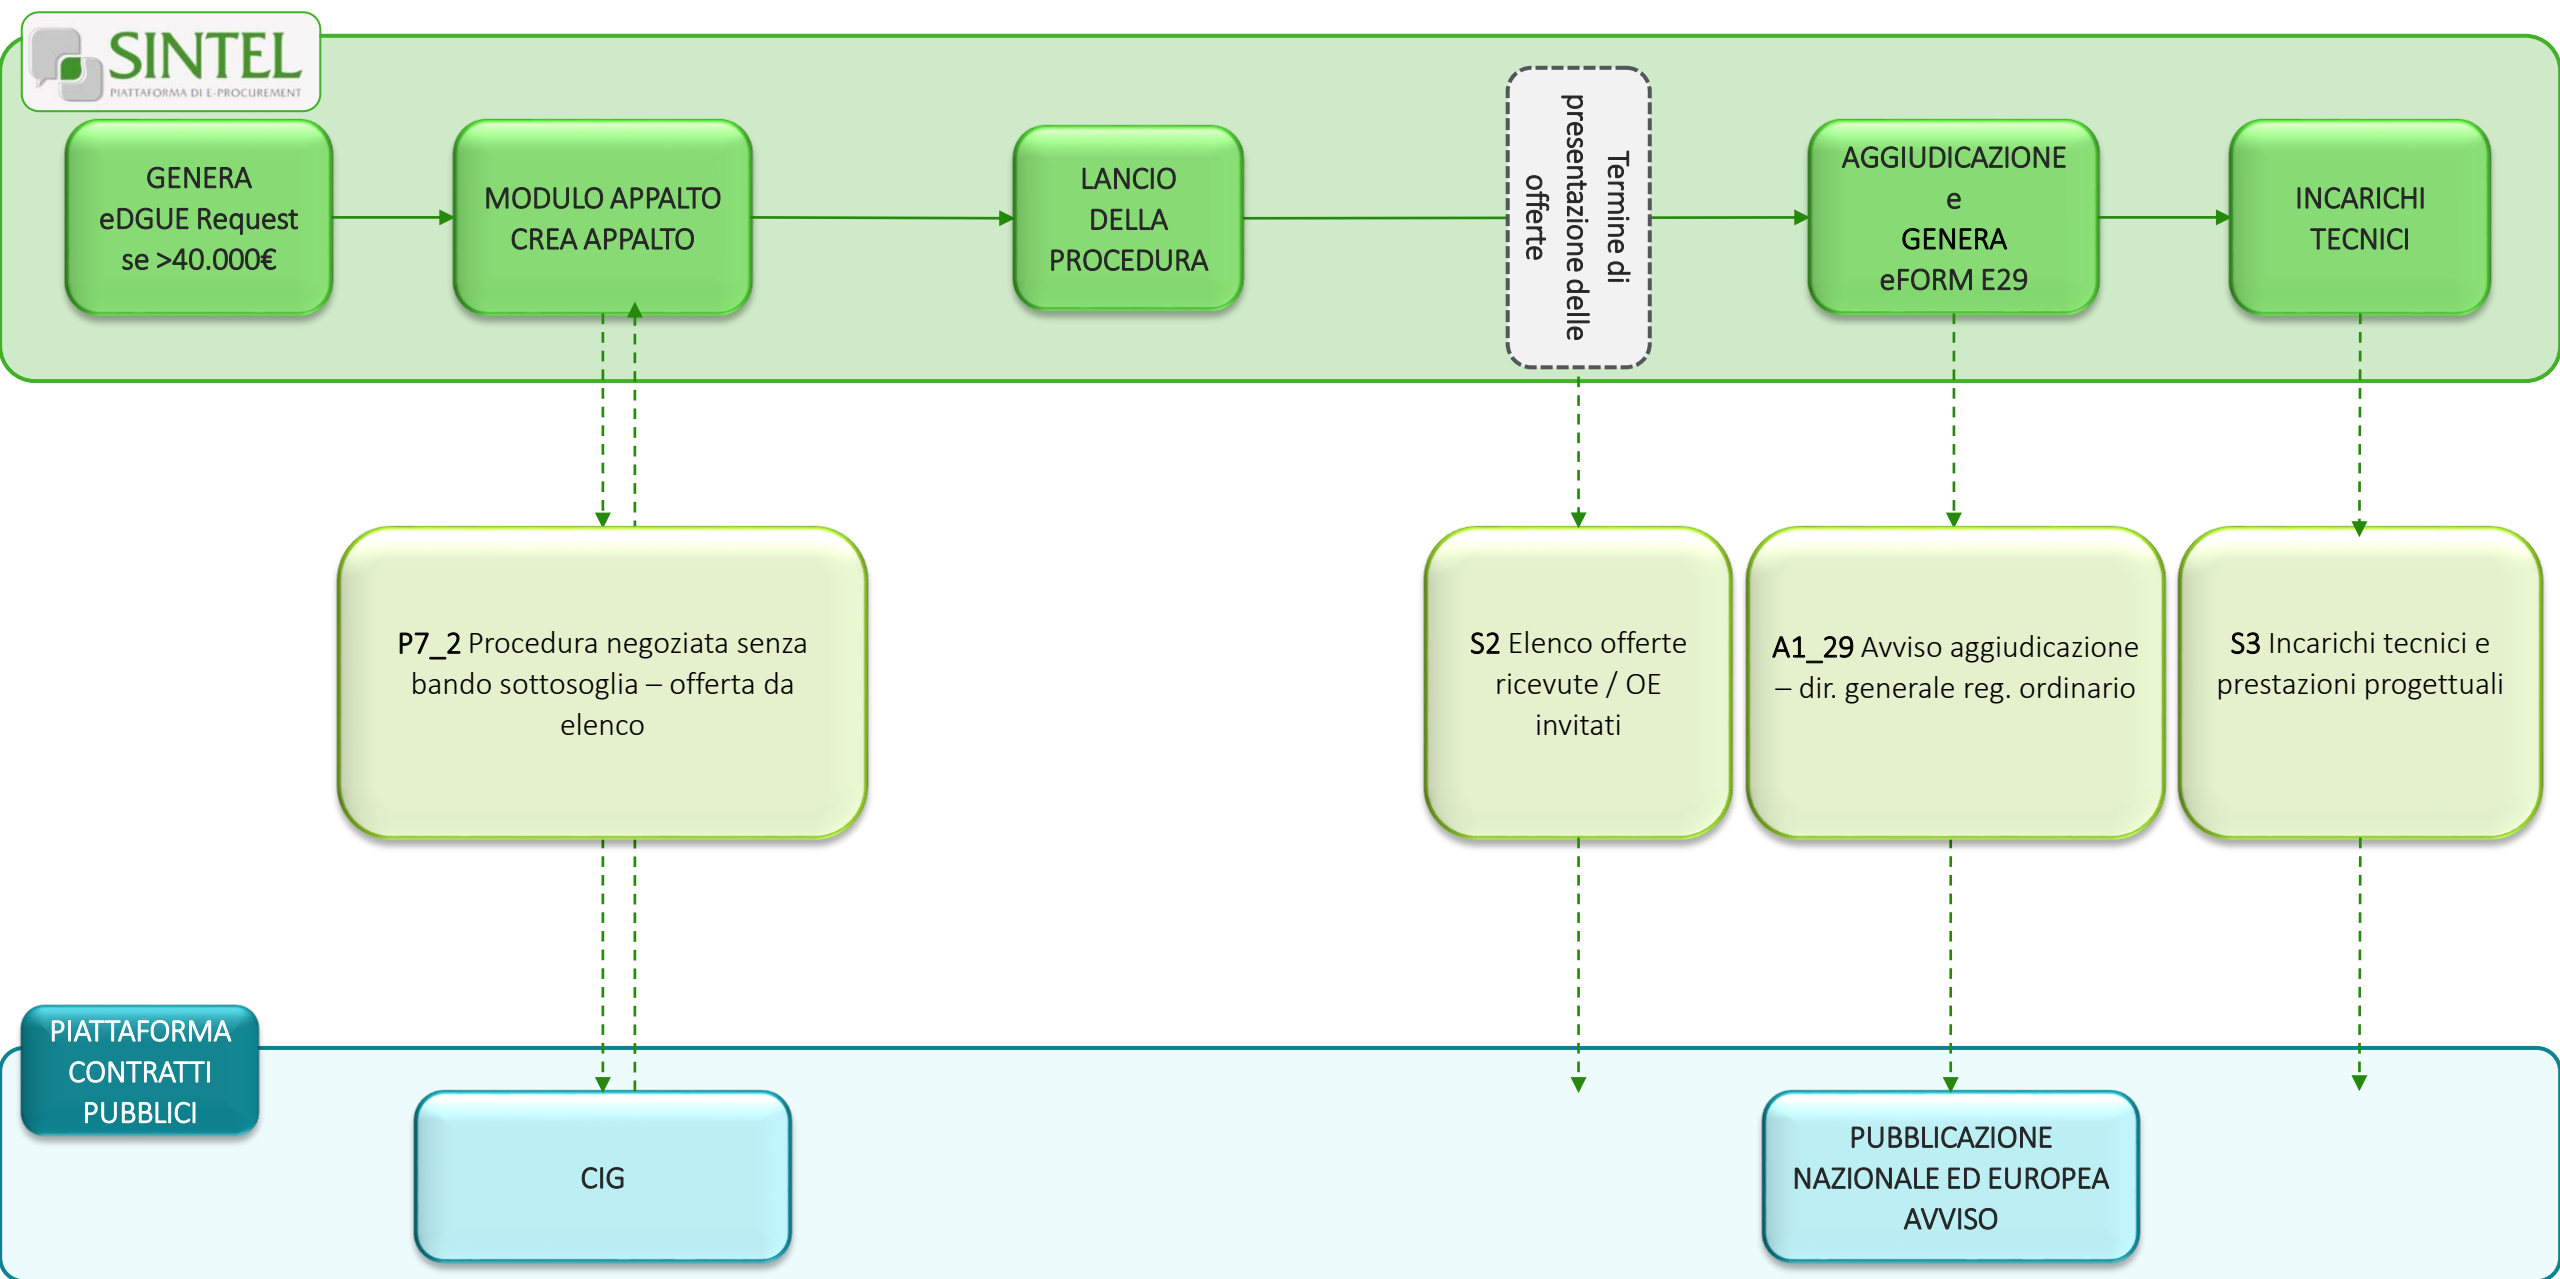 SINTEL
PIATTAFORMA DI E-PROCUREMENT
GENERA
eDGUE Request
se >40.000€
MODULO APPALTO
CREA APPALTO
LANCIO
DELLA
PROCEDURA
Termine di
presentazione delle
offerte
AGGIUDICAZIONE
e
GENERA
eFORM E29
INCARICHI
TECNICI
P7_2 Procedura negoziata senza
bando sottosoglia – offerta da
elenco
S2 Elenco offerte
ricevute / OE
invitati
A1_29 Avviso aggiudicazione
– dir. generale reg. ordinario
S3 Incarichi tecnici e
prestazioni progettuali
PIATTAFORMA
CONTRATTI
PUBBLICI
CIG
PUBBLICAZIONE
NAZIONALE ED EUROPEA
AVVISO